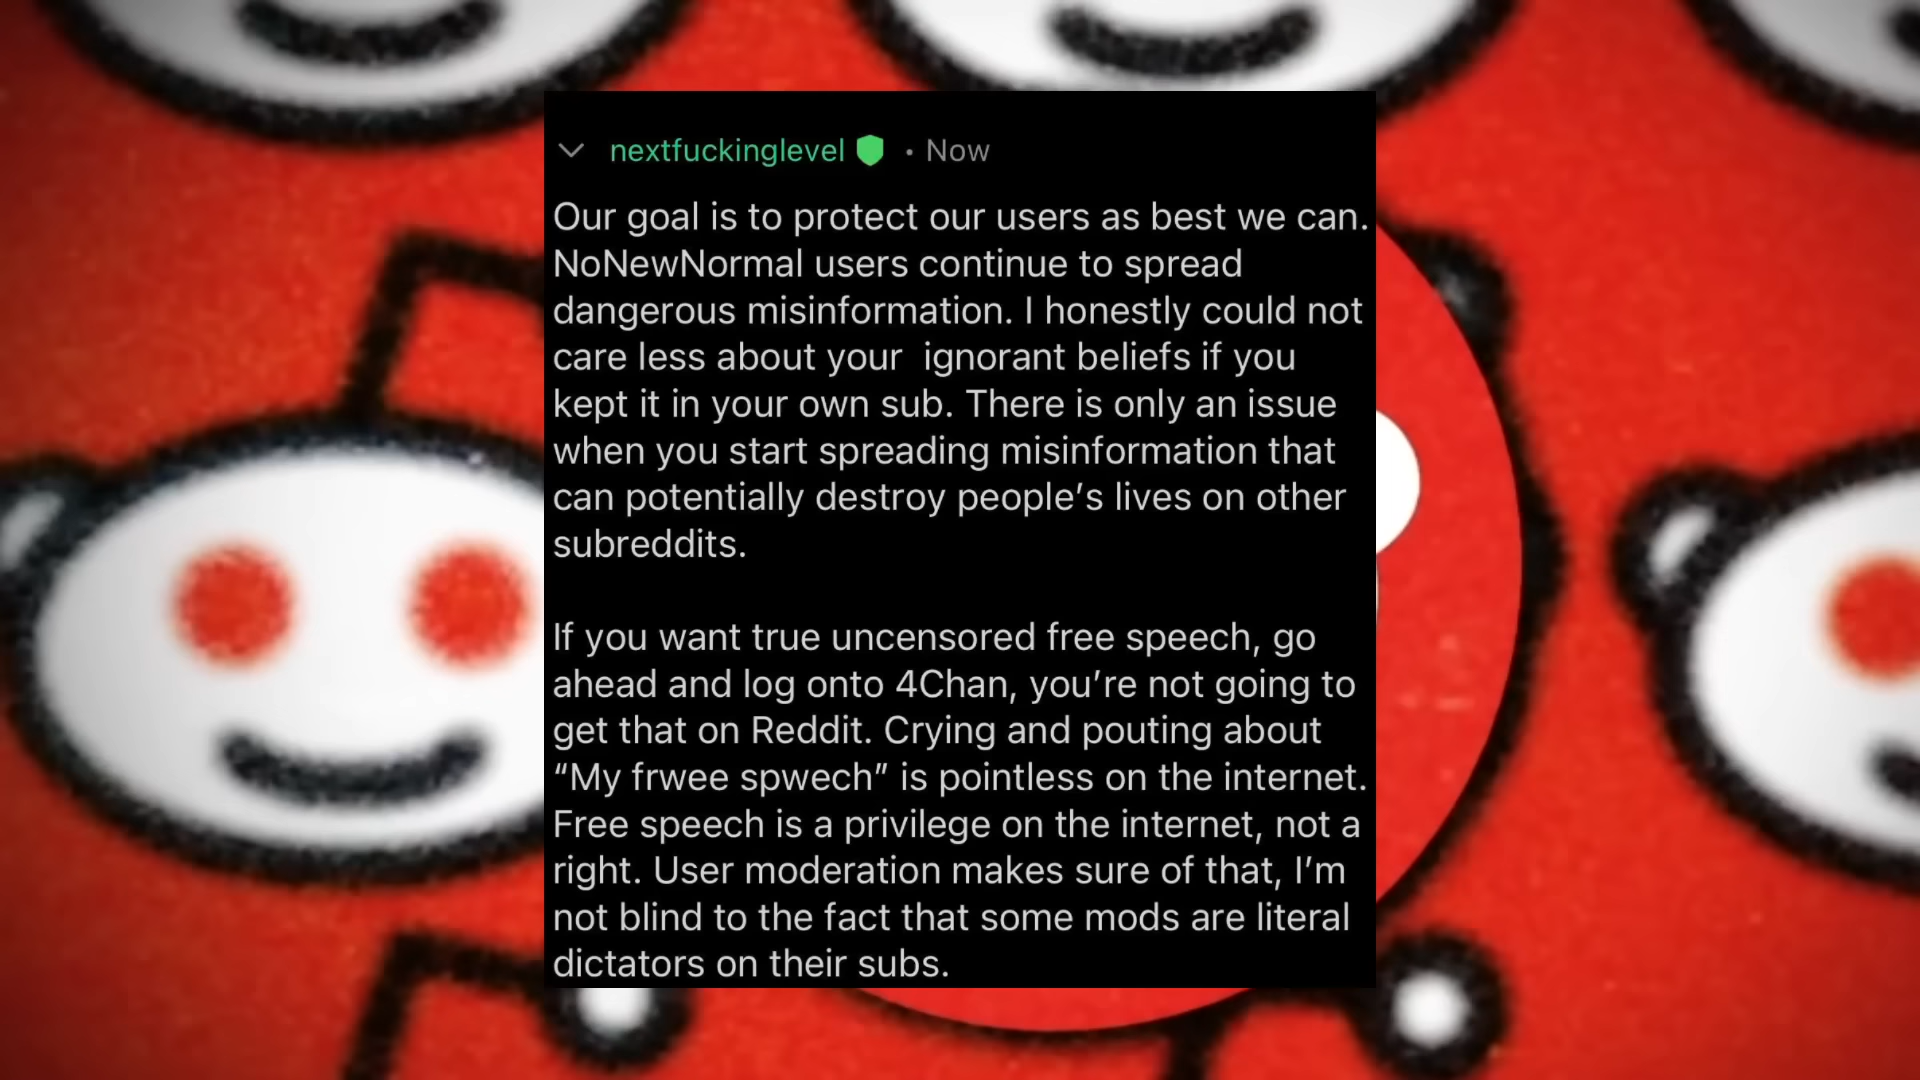 nextfuckinglevel • Now
Our goal is to protect our users as best we can.
NoNewNormal users continue to spread
dangerous misinformation. I honestly could not
care less about your  ignorant beliefs if you
kept it in your own sub. There is only an issue
when you start spreading misinformation that
can potentially destroy people’s lives on other
subreddits.
If you want true uncensored free speech, go
ahead and log onto 4Chan, you’re not going to
get that on Reddit. Crying and pouting about
“My frwee spwech” is pointless on the internet.
Free speech is a privilege on the internet, not a
right. User moderation makes sure of that, I’m
not blind to the fact that some mods are literal
dictators on their subs.